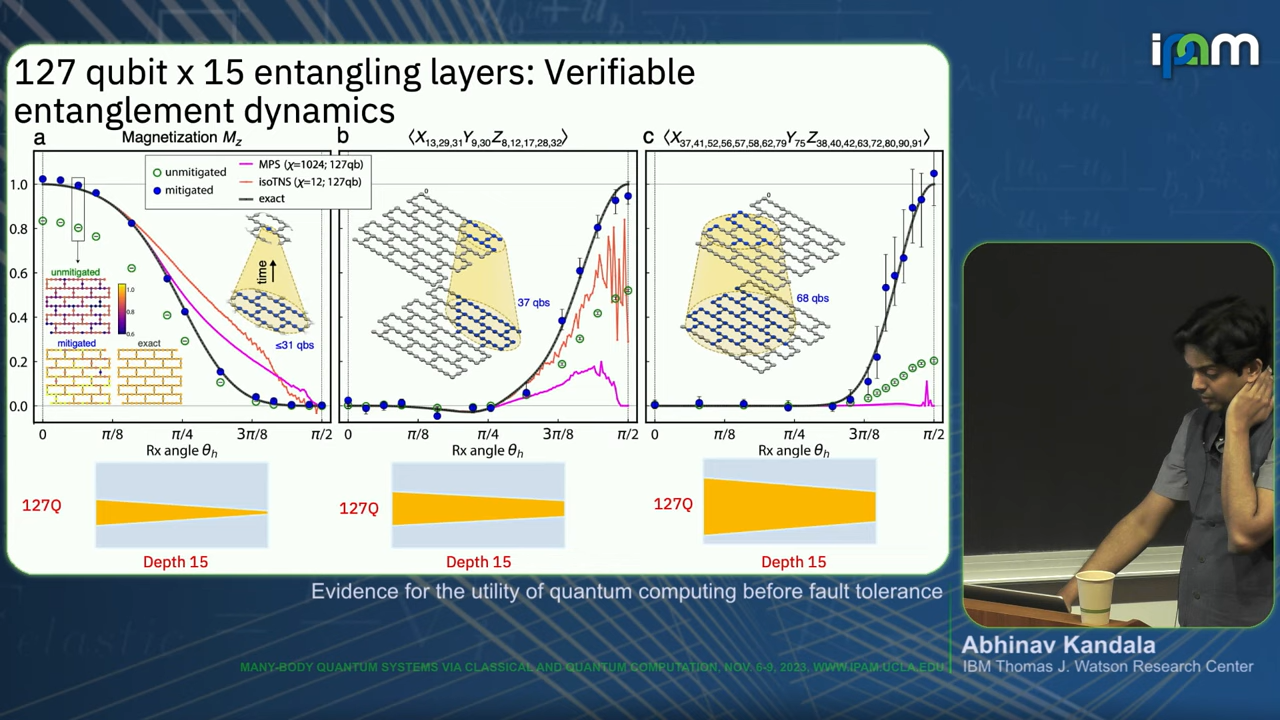 ipam
127 qubit x 15 entangling layers: Verifiable
entanglement dynamics
a
Magnetization Mz
unmitigated
mitigated
MPS (χ=1024; 127qb)
isoTNS (χ=12; 127qb)
exact
1.0
0.8
0.6
0.4
0.2
0.0
unmitigated
1.0
0.8
0.6
mitigated
exact
time
≤31 qbs
0
π/8
π/4
3π/8
π/2
Rx angle θh
b
⟨X13,29,31Y9,30Z8,12,17,28,32⟩
37 qbs
0
π/8
π/4
3π/8
π/2
Rx angle θh
c
⟨X37,41,52,56,57,58,62,79Y75Z38,40,42,63,72,80,90,91⟩
68 qbs
0
π/8
π/4
3π/8
π/2
Rx angle θh
127Q
Depth 15
127Q
Depth 15
127Q
Depth 15
Evidence for the utility of quantum computing before fault tolerance
Abhinav Kandala
IBM Thomas J. Watson Research Center
MANY-BODY QUANTUM SYSTEMS VIA CLASSICAL AND QUANTUM COMPUTATION, NOV. 6-9, 2023, WWW.IPAM.UCLA.EDU